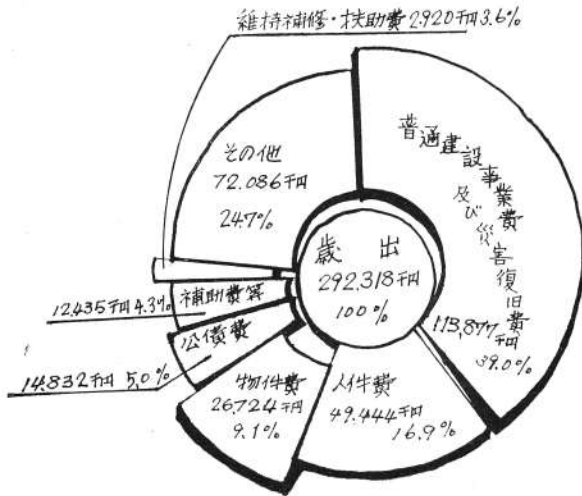 維持補修・扶助費 2.920千円 3.6%
普通建設事業費
及び災害復旧費
113,877千円
39.0%
その他
72.086千円
24.7%
歳 出
292.318千円
100%
補助費等
12.435千円 4.3%
公債費
14.832千円 5.0%
物件費
26.724千円
9.1%
人件費
49.444千円
16.9%